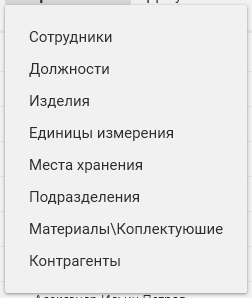 Сотрудники
Должности
Изделия
Единицы измерения
Места хранения
Подразделения
Материалы\Коплектуюшие
Контрагенты